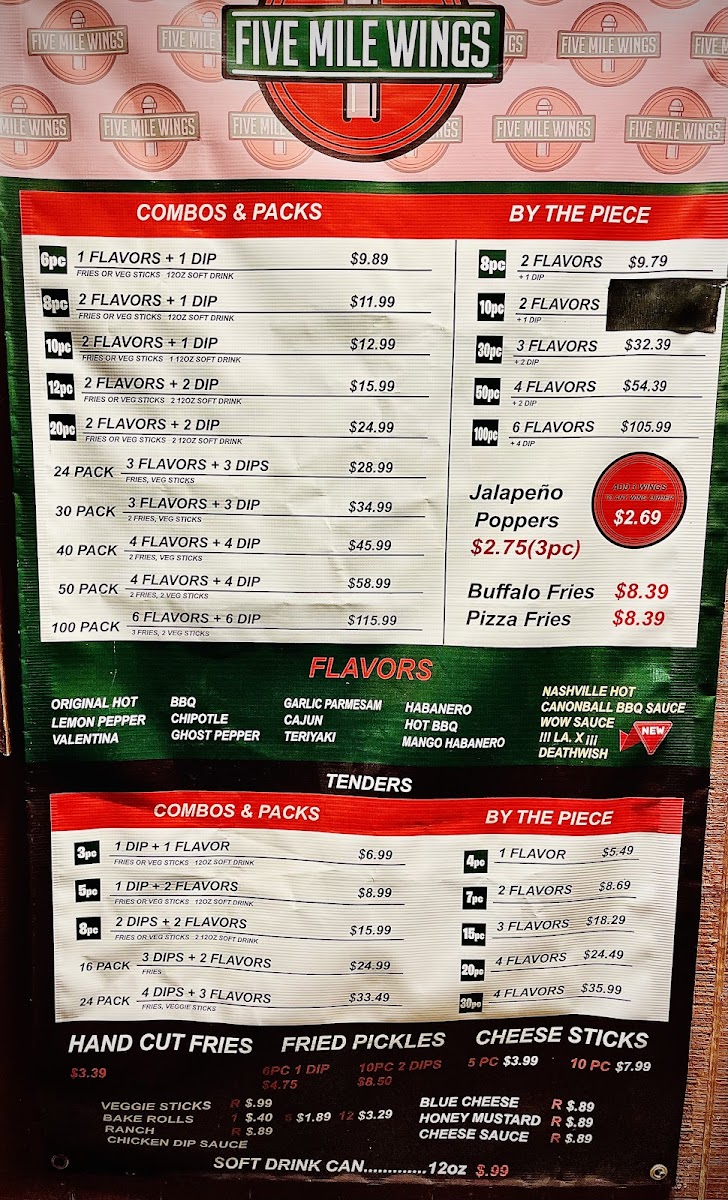 FIVE MILE WINGS
COMBOS & PACKS
6pc 1 FLAVORS + 1 DIP $9.89
FRIES OR VEG STICKS 12OZ SOFT DRINK
8pc 2 FLAVORS + 1 DIP $11.99
FRIES OR VEG STICKS 12OZ SOFT DRINK
10pc 2 FLAVORS + 1 DIP $12.99
FRIES OR VEG STICKS 1 12OZ SOFT DRINK
12pc 2 FLAVORS + 2 DIP $15.99
FRIES OR VEG STICKS 2 12OZ SOFT DRINK
20pc 2 FLAVORS + 2 DIP $24.99
FRIES OR VEG STICKS 2 12OZ SOFT DRINK
24 PACK 3 FLAVORS + 3 DIPS $28.99
FRIES, VEG STICKS
30 PACK 3 FLAVORS + 3 DIP $34.99
2 FRIES, VEG STICKS
40 PACK 4 FLAVORS + 4 DIP $45.99
2 FRIES, VEG STICKS
50 PACK 4 FLAVORS + 4 DIP $58.99
2 FRIES, 2 VEG STICKS
100 PACK 6 FLAVORS + 6 DIP $115.99
3 FRIES, 2 VEG STICKS
BY THE PIECE
8pc 2 FLAVORS $9.79
+ 1 DIP
10pc 2 FLAVORS
+ 1 DIP
30pc 3 FLAVORS $32.39
+ 2 DIP
50pc 4 FLAVORS $54.39
+ 2 DIP
100pc 6 FLAVORS $105.99
+ 4 DIP
Jalapeño
Poppers
$2.75(3pc)
ADD 3 WINGS
TO ANY WING ORDER
$2.69
Buffalo Fries $8.39
Pizza Fries $8.39
FLAVORS
ORIGINAL HOT
LEMON PEPPER
VALENTINA
BBQ
CHIPOTLE
GHOST PEPPER
GARLIC PARMESAM
CAJUN
TERIYAKI
HABANERO
HOT BBQ
MANGO HABANERO
NASHVILLE HOT
CANONBALL BBQ SAUCE
WOW SAUCE
!!! LA. X ¡¡¡
DEATHWISH
NEW
TENDERS
COMBOS & PACKS
3pc 1 DIP + 1 FLAVOR $6.99
FRIES OR VEG STICKS 12OZ SOFT DRINK
5pc 1 DIP + 2 FLAVORS $8.99
FRIES OR VEG STICKS 12OZ SOFT DRINK
8pc 2 DIPS + 2 FLAVORS $15.99
FRIES OR VEG STICKS 2 12OZ SOFT DRINK
16 PACK 3 DIPS + 2 FLAVORS $24.99
FRIES
24 PACK 4 DIPS + 3 FLAVORS $33.49
FRIES, VEGGIE STICKS
BY THE PIECE
4pc 1 FLAVOR $5.49
7pc 2 FLAVORS $8.69
15pc 3 FLAVORS $18.29
20pc 4 FLAVORS $24.49
30pc 4 FLAVORS $35.99
HAND CUT FRIES
$3.39
FRIED PICKLES
6PC 1 DIP 10PC 2 DIPS
$4.75 $8.50
CHEESE STICKS
5 PC $3.99 10 PC $7.99
VEGGIE STICKS R $.99
BAKE ROLLS 1 $.40 6 $1.89 12 $3.29
RANCH R $.89
CHICKEN DIP SAUCE
BLUE CHEESE R $.89
HONEY MUSTARD R $.89
CHEESE SAUCE R $.89
SOFT DRINK CAN.............12oz $.99